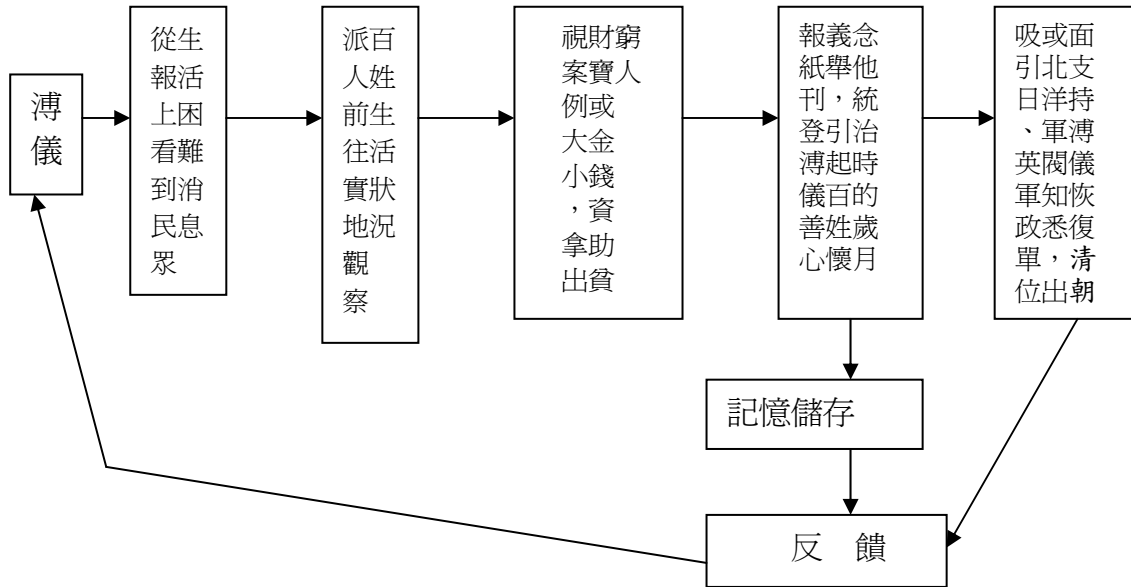 溥儀
從報上看到民眾
生活困難消息
派人前往實地觀察
百姓生活狀況
視案例大小，拿出
財寶或金錢資助貧
窮人
報紙刊登溥儀善心
義舉，引起百姓懷
念他統治時的歲月
吸引日、英軍政單位
或北洋軍閥知悉，出
面支持溥儀恢復清朝
記憶儲存
反饋